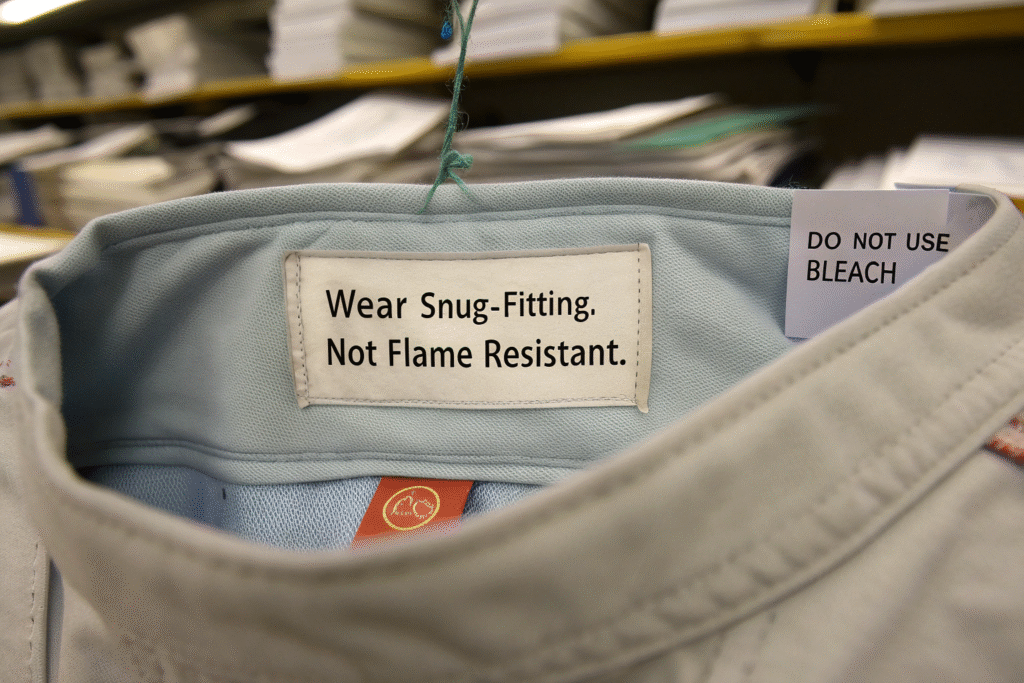 Wear Snug-Fitting.
Not Flame Resistant.
DO NOT USE
BLEACH